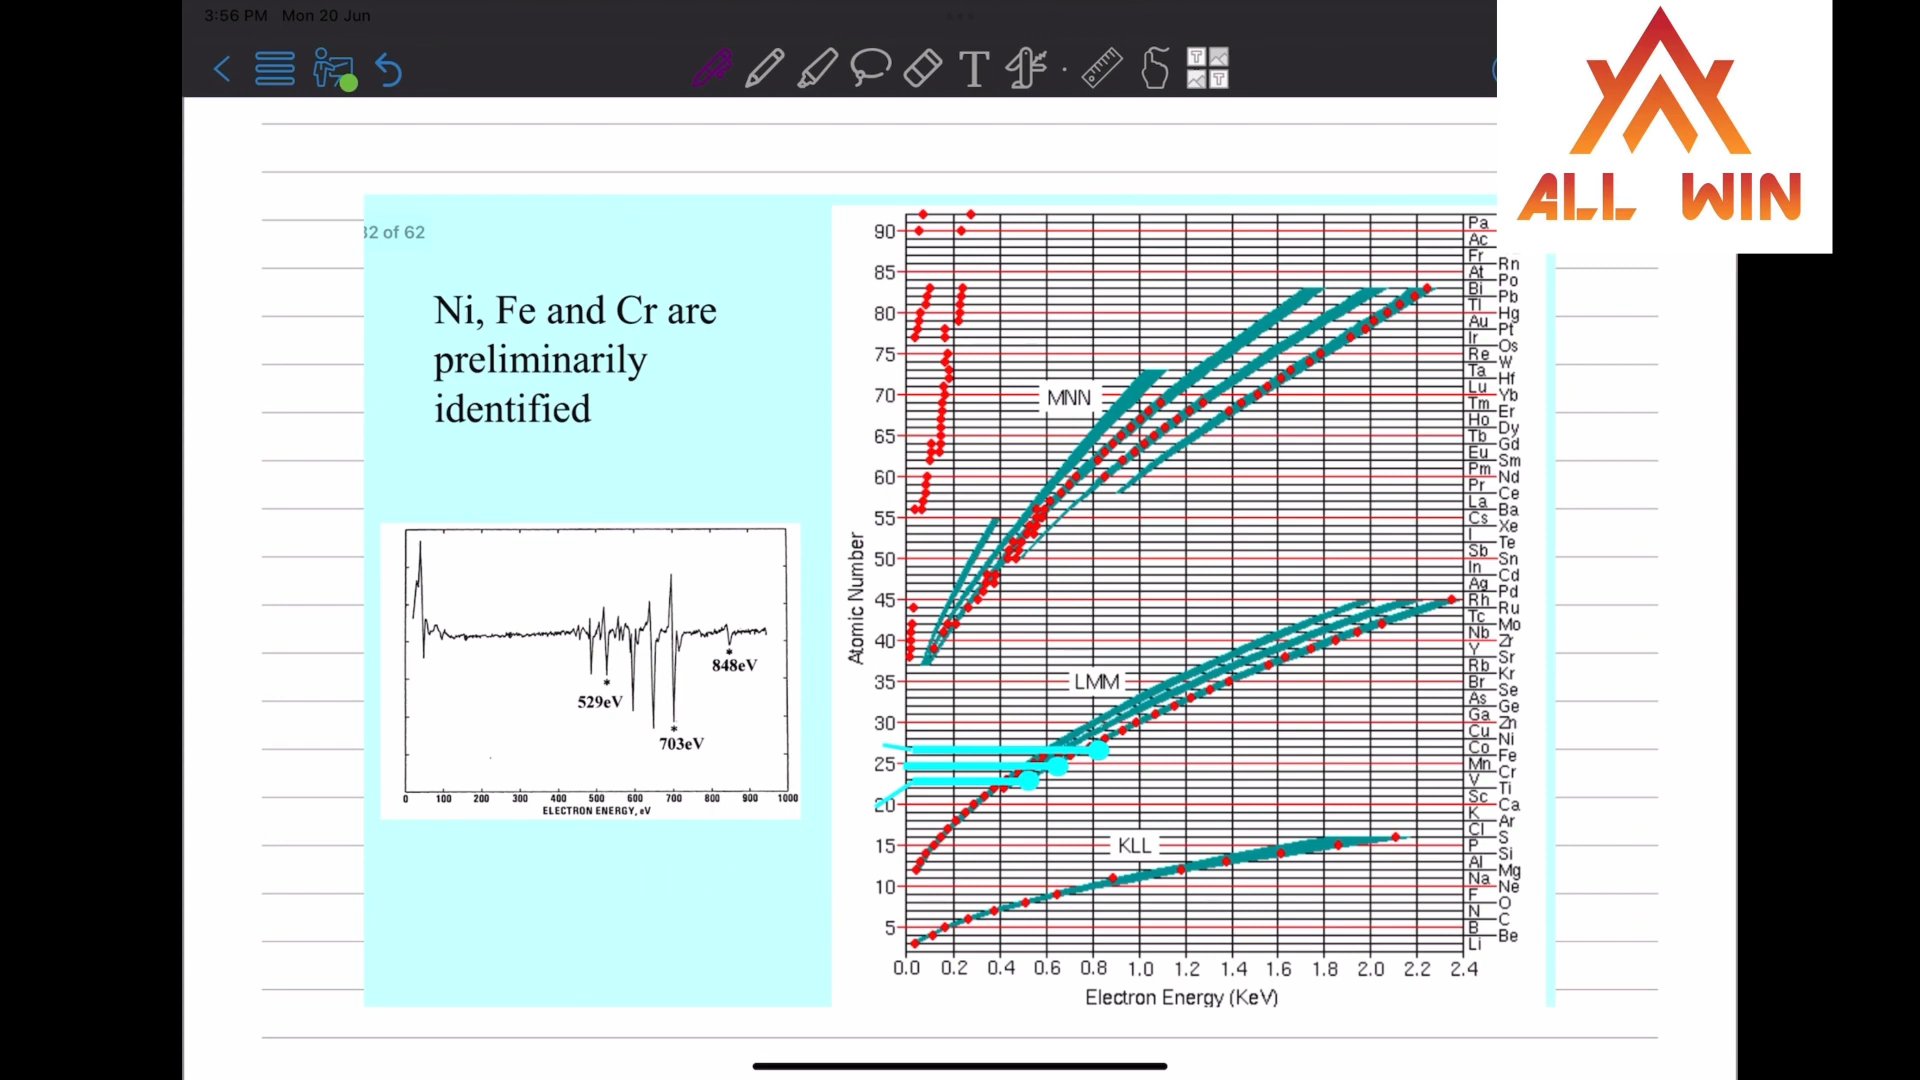 3:56 PM Mon 20 Jun
ALL WIN
32 of 62
Ni, Fe and Cr are
preliminarily
identified
529eV
703eV
848eV
0 100 200 300 400 500 600 700 800 900 1000
ELECTRON ENERGY, eV
Atomic Number
90
85
80
75
70
65
60
55
50
45
40
35
30
25
20
15
10
5
MNN
LMM
KLL
Pa
Ac
Fr
Rn
At
Po
Bi
Pb
Tl
Hg
Au
Pt
Ir
Os
Re
W
Ta
Hf
Lu
Yb
Tm
Er
Ho
Dy
Tb
Gd
Eu
Sm
Pm
Nd
Pr
Ce
La
Ba
Cs
Xe
I
Te
Sb
Sn
In
Cd
Ag
Pd
Rh
Ru
Tc
Mo
Nb
Zr
Y
Sr
Rb
Kr
Br
Se
As
Ge
Ga
Zn
Cu
Ni
Co
Fe
Mn
Cr
V
Ti
Sc
Ca
K
Ar
Cl
S
P
Si
Al
Mg
Na
Ne
F
O
N
C
B
Be
Li
0.0 0.2 0.4 0.6 0.8 1.0 1.2 1.4 1.6 1.8 2.0 2.2 2.4
Electron Energy (KeV)